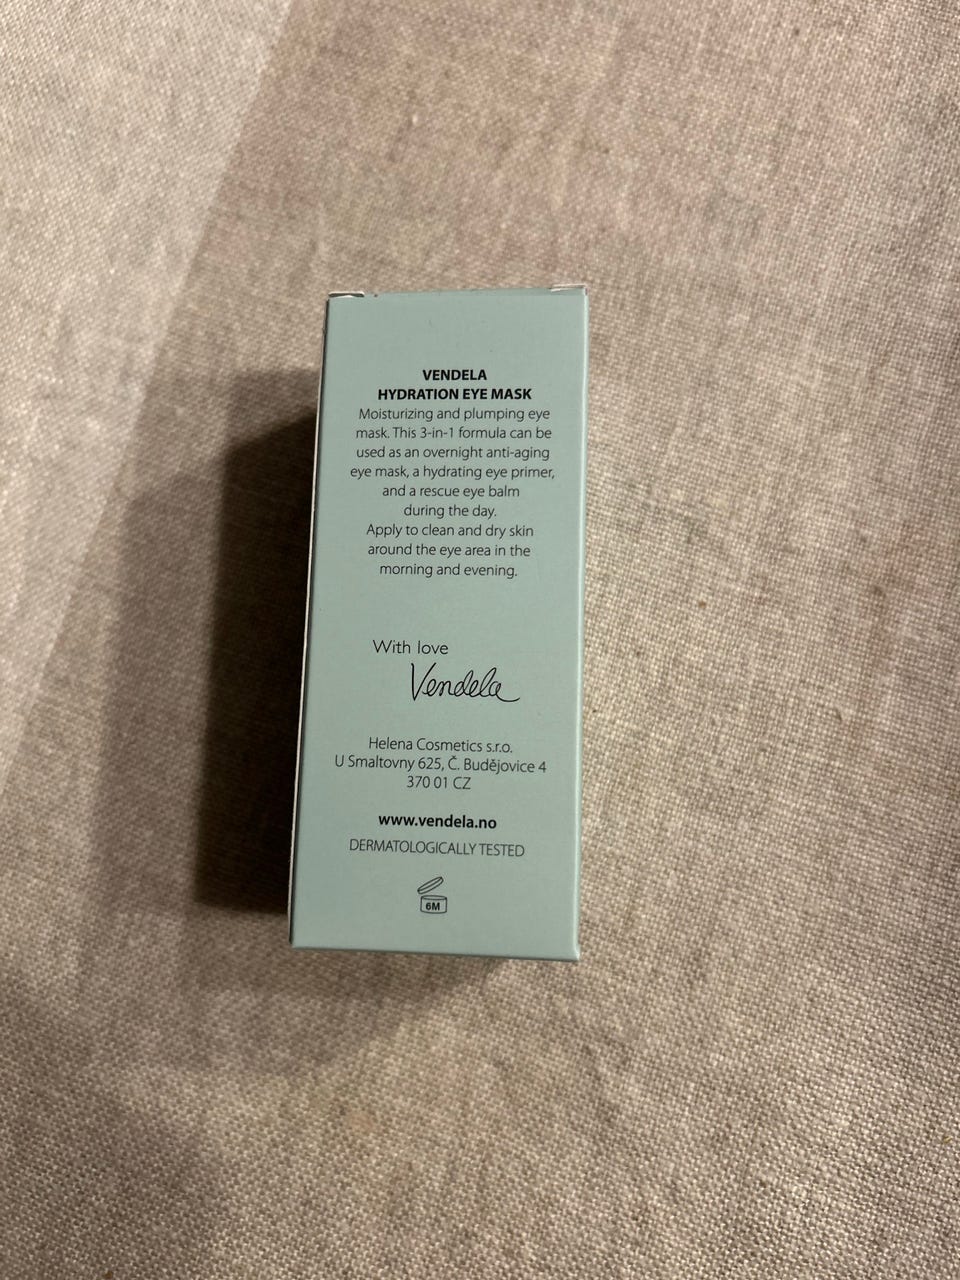 VENDELA
HYDRATION EYE MASK
Moisturizing and plumping eye
mask. This 3-in-1 formula can be
used as an overnight anti-aging
eye mask, a hydrating eye primer,
and a rescue eye balm
during the day.
Apply to clean and dry skin
around the eye area in the
morning and evening.
With love
Vendela
Helena Cosmetics s.r.o.
U Smaltovny 625, Č. Budějovice 4
370 01 CZ
www.vendela.no
DERMATOLOGICALLY TESTED
6M